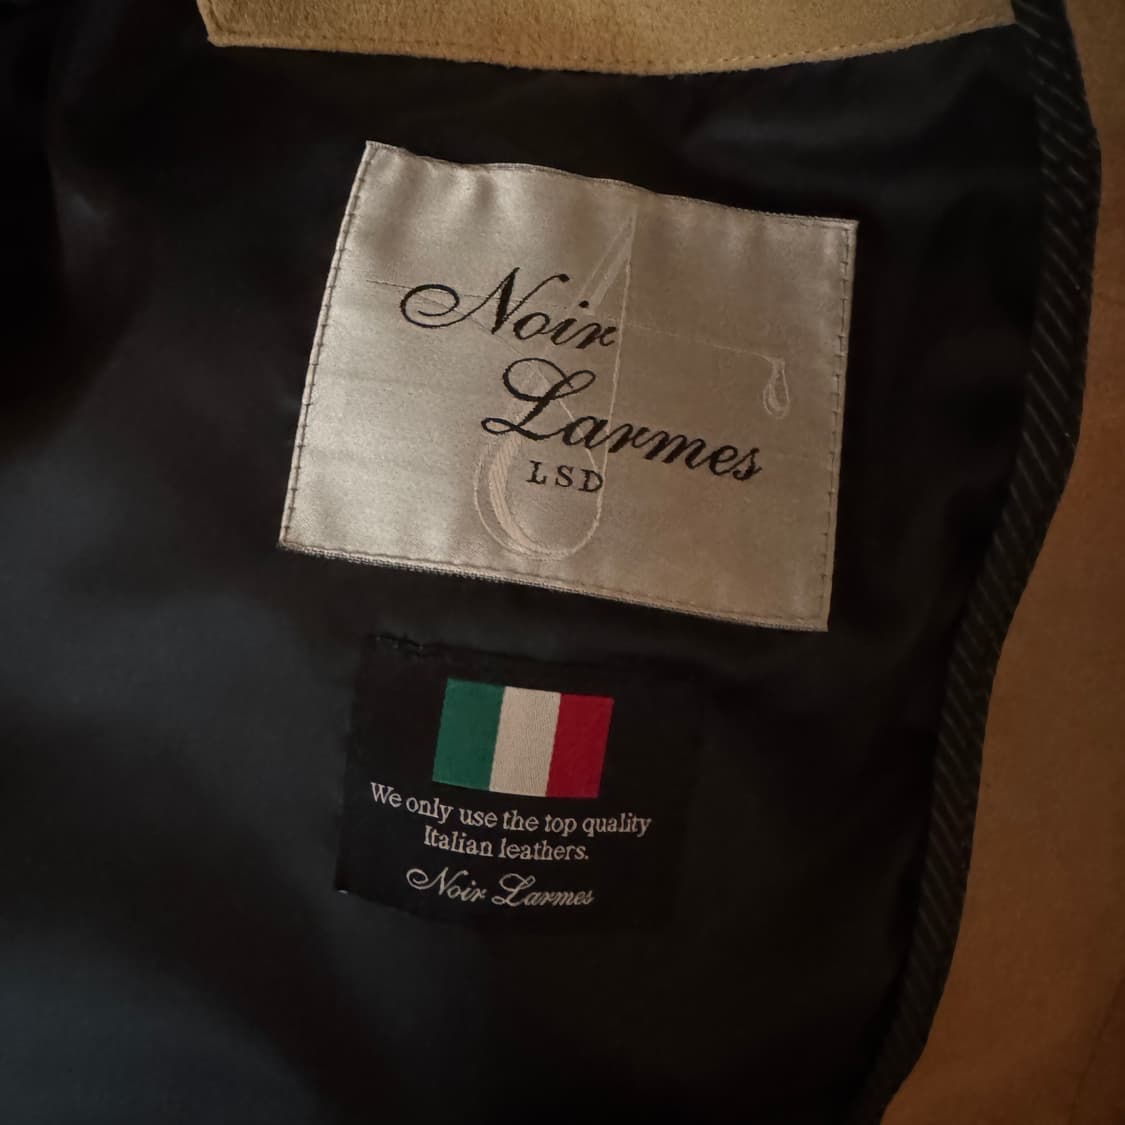 Noir
Larmes
LSD
We only use the top quality
Italian leathers.
Noir Larmes